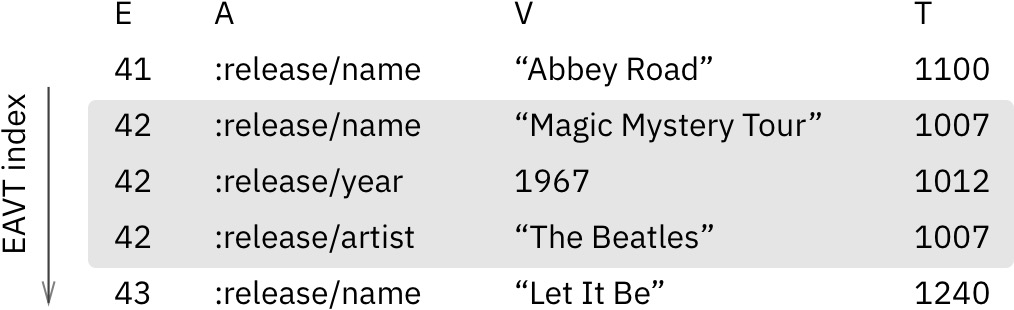 E A V T
41 :release/name “Abbey Road” 1100
42 :release/name “Magic Mystery Tour” 1007
42 :release/year 1967 1012
42 :release/artist “The Beatles” 1007
43 :release/name “Let It Be” 1240
EAVT index